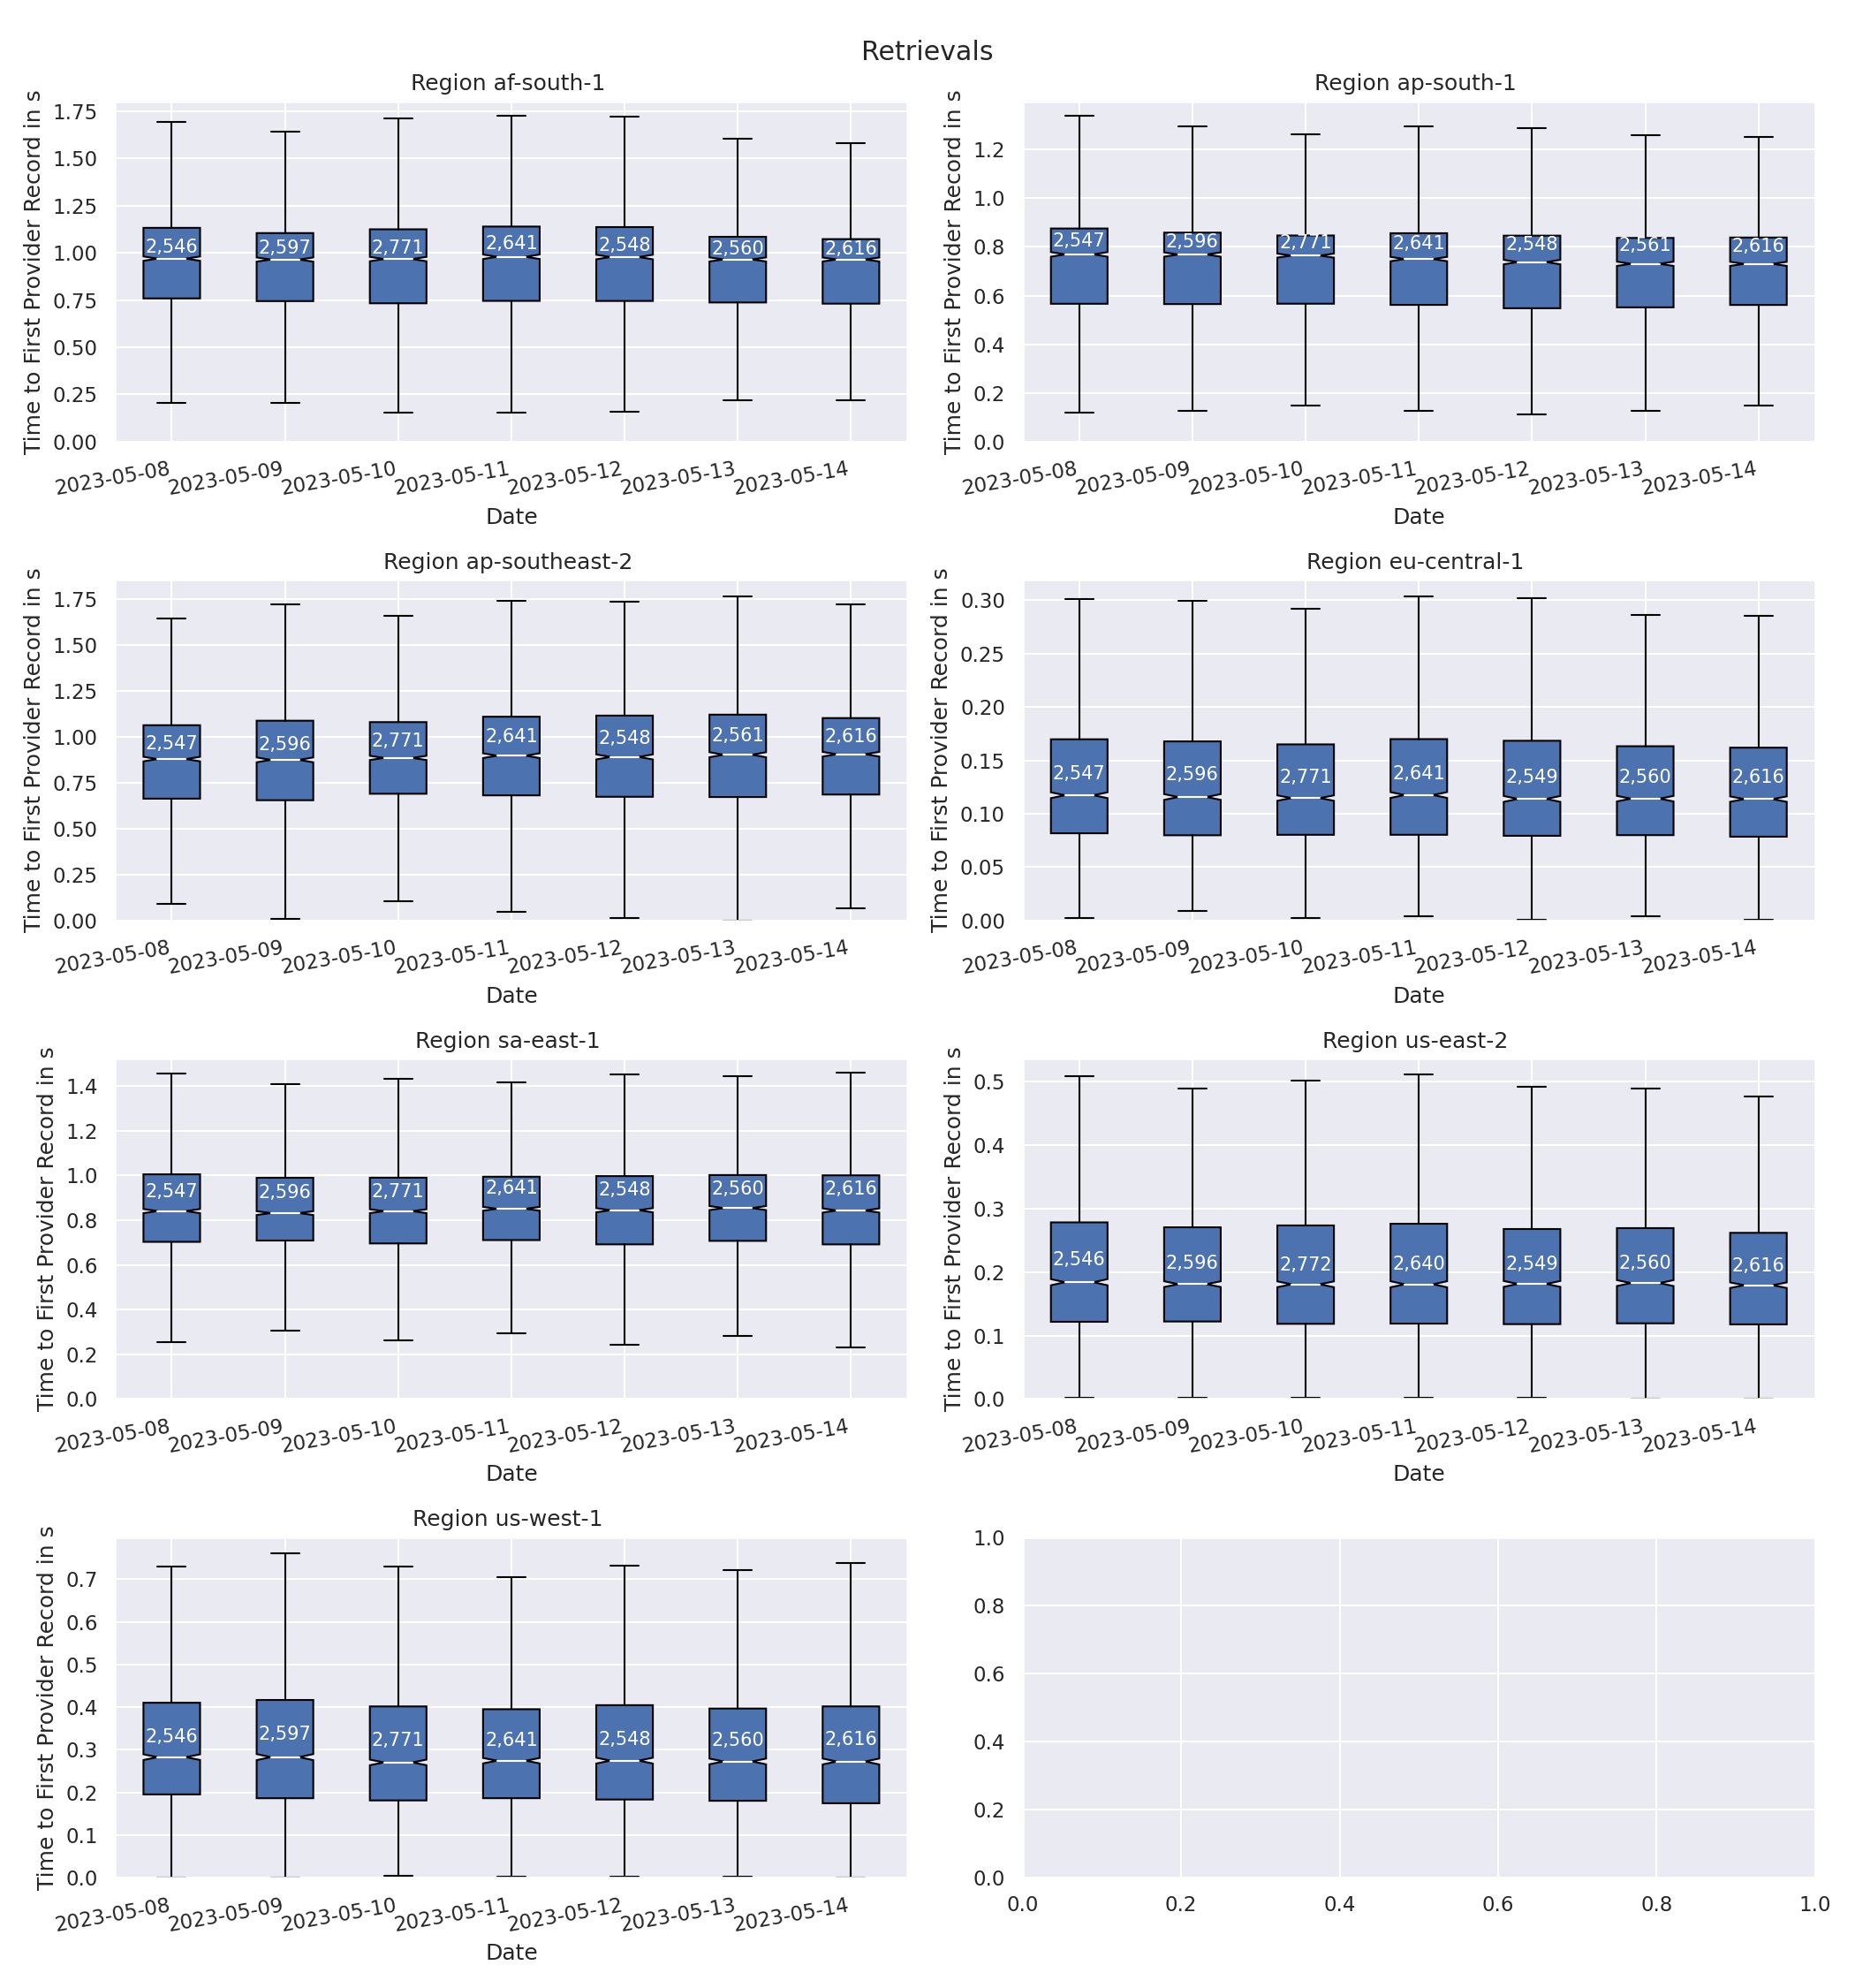 Retrievals
Region af-south-1
Time to First Provider Record in s
1.75
1.50
1.25
1.00
0.75
0.50
0.25
0.00
2,546 2,597 2,771 2,641 2,548 2,560 2,616
2023-05-08 2023-05-09 2023-05-10 2023-05-11 2023-05-12 2023-05-13 2023-05-14
Date
Region ap-south-1
Time to First Provider Record in s
1.2
1.0
0.8
0.6
0.4
0.2
0.0
2,547 2,596 2,771 2,641 2,548 2,561 2,616
2023-05-08 2023-05-09 2023-05-10 2023-05-11 2023-05-12 2023-05-13 2023-05-14
Date
Region ap-southeast-2
Time to First Provider Record in s
1.75
1.50
1.25
1.00
0.75
0.50
0.25
0.00
2,547 2,596 2,771 2,641 2,548 2,561 2,616
2023-05-08 2023-05-09 2023-05-10 2023-05-11 2023-05-12 2023-05-13 2023-05-14
Date
Region eu-central-1
Time to First Provider Record in s
0.30
0.25
0.20
0.15
0.10
0.05
0.00
2,547 2,596 2,771 2,641 2,549 2,560 2,616
2023-05-08 2023-05-09 2023-05-10 2023-05-11 2023-05-12 2023-05-13 2023-05-14
Date
Region sa-east-1
Time to First Provider Record in s
1.4
1.2
1.0
0.8
0.6
0.4
0.2
0.0
2,547 2,596 2,771 2,641 2,548 2,560 2,616
2023-05-08 2023-05-09 2023-05-10 2023-05-11 2023-05-12 2023-05-13 2023-05-14
Date
Region us-east-2
Time to First Provider Record in s
0.5
0.4
0.3
0.2
0.1
0.0
2,546 2,596 2,772 2,640 2,549 2,560 2,616
2023-05-08 2023-05-09 2023-05-10 2023-05-11 2023-05-12 2023-05-13 2023-05-14
Date
Region us-west-1
Time to First Provider Record in s
0.7
0.6
0.5
0.4
0.3
0.2
0.1
0.0
2,546 2,597 2,771 2,641 2,548 2,560 2,616
2023-05-08 2023-05-09 2023-05-10 2023-05-11 2023-05-12 2023-05-13 2023-05-14
Date
1.0
0.8
0.6
0.4
0.2
0.0
0.0 0.2 0.4 0.6 0.8 1.0